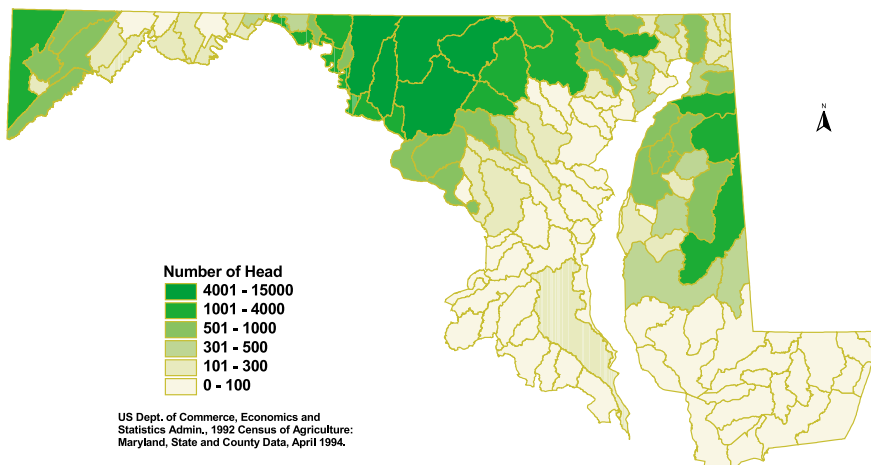 N
Number of Head
4001 - 15000
1001 - 4000
501 - 1000
301 - 500
101 - 300
0 - 100
US Dept. of Commerce, Economics and
Statistics Admin., 1992 Census of Agriculture:
Maryland, State and County Data, April 1994.